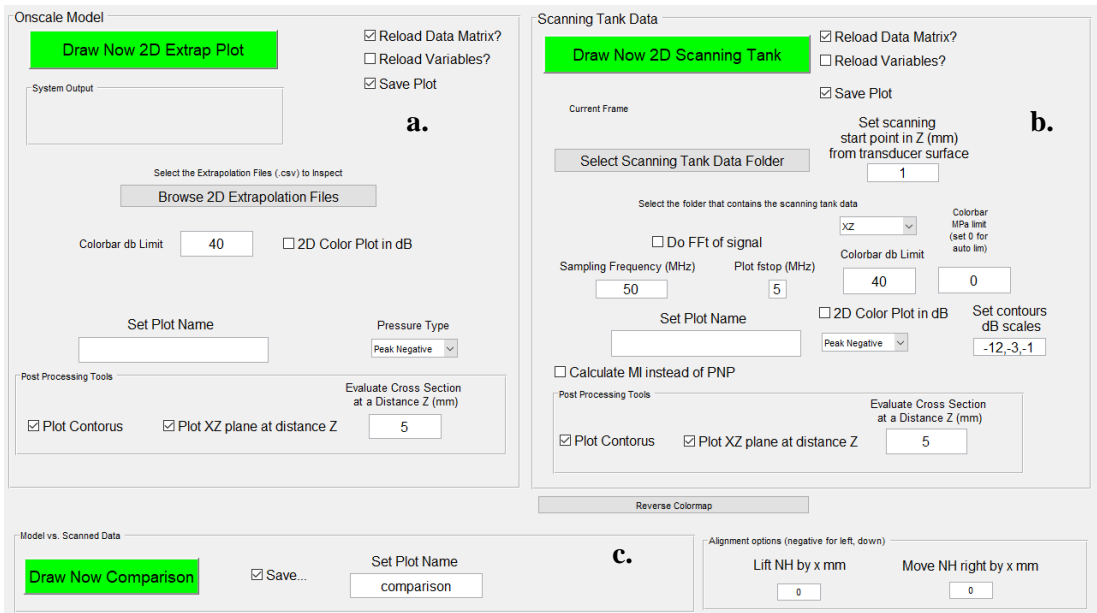 Onscale Model
Draw Now 2D Extrap Plot
Reload Data Matrix?
Reload Variables?
Save Plot
System Output
a.
Select the Extrapolation Files (.csv) to Inspect
Browse 2D Extrapolation Files
Colorbar db Limit
40
2D Color Plot in dB
Set Plot Name
Pressure Type
Peak Negative
Post Processing Tools
Evaluate Cross Section
at a Distance Z (mm)
Plot Contorus
Plot XZ plane at distance Z
5
Scanning Tank Data
Draw Now 2D Scanning Tank
Reload Data Matrix?
Reload Variables?
Save Plot
Current Frame
b.
Set scanning
start point in Z (mm)
from transducer surface
1
Select Scanning Tank Data Folder
Select the folder that contains the scanning tank data
XZ
Colorbar
MPa limit
(set 0 for
auto lim)
Do FFt of signal
Colorbar db Limit
Sampling Frequency (MHz)
Plot fstop (MHz)
50
5
40
0
Set Plot Name
2D Color Plot in dB
Set contours
dB scales
Peak Negative
-12,-3,-1
Calculate MI instead of PNP
Post Processing Tools
Evaluate Cross Section
at a Distance Z (mm)
Plot Contorus
Plot XZ plane at distance Z
5
Reverse Colormap
Model vs. Scanned Data
c.
Draw Now Comparison
Save...
Set Plot Name
comparison
Alignment options (negative for left, down)
Lift NH by x mm
Move NH right by x mm
0
0